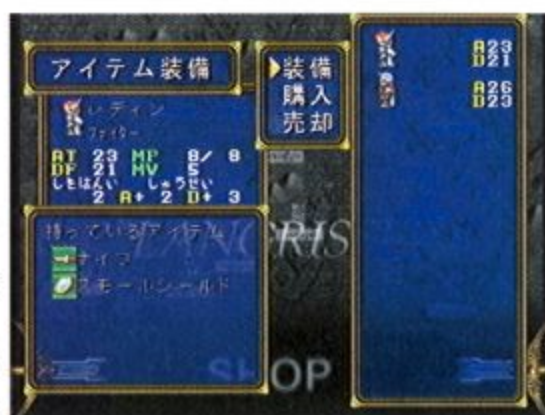 アイテム装備
装備
購入
売却
レディン
ファイター
AT 23 MP 8/ 8
DF 21 MV 5
しきはんい しゅうせい
2 A+ 2 D+ 3
持っているアイテム
ナイフ
スモールシールド
A23
D21
A26
D23
LANGRIS
SHOP